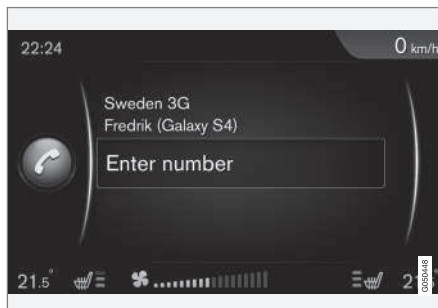 22:24
0 km/h
Sweden 3G
Fredrik (Galaxy S4)
Enter number
21.5°
G050448